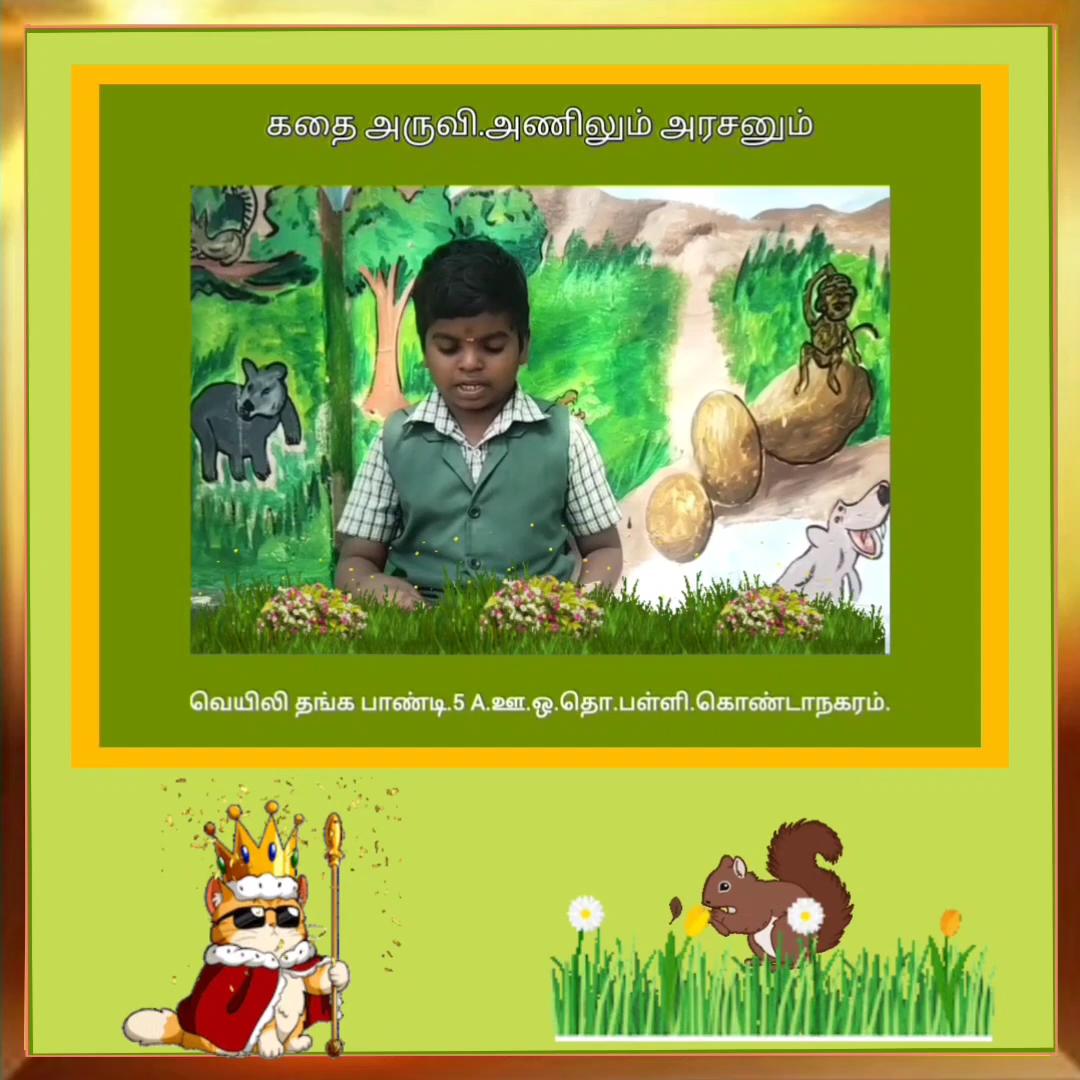 கதை அருவி.அணிலும் அரசனும்
வெயிலி தங்க பாண்டி.5 A.ஊ.ஒ.தொ.பள்ளி.கொண்டாநகரம்.